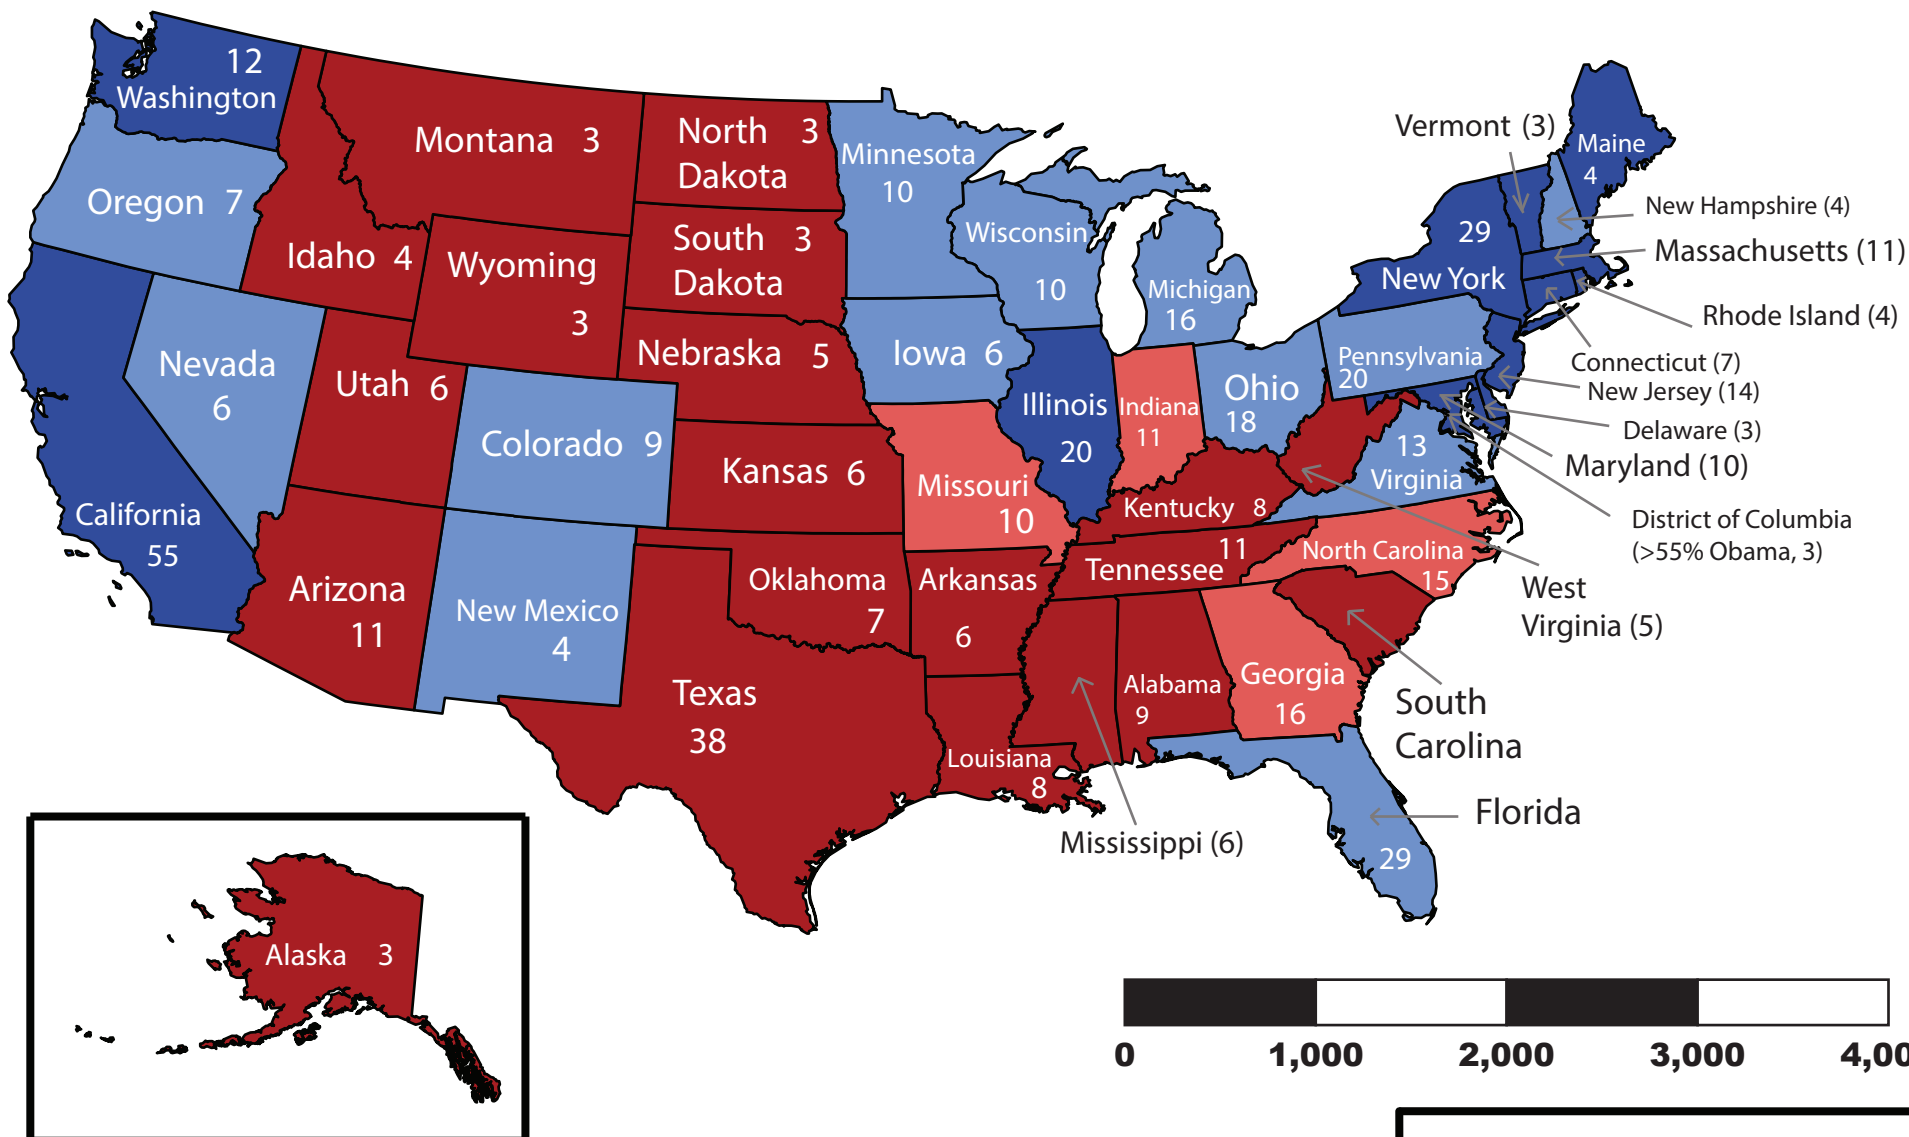 12
Washington
Oregon 7
Montana 3
North 3
Dakota
Minnesota
10
Idaho 4
Wyoming
3
South 3
Dakota
Wisconsin
10
Michigan
16
Vermont (3)
Maine
4
29
New York
New Hampshire (4)
Massachusetts (11)
Rhode Island (4)
Connecticut (7)
New Jersey (14)
Delaware (3)
Maryland (10)
District of Columbia
(>55% Obama, 3)
Nevada
6
Utah 6
Nebraska 5
Iowa 6
Illinois
20
Indiana
11
Ohio
18
Pennsylvania
20
California
55
Colorado 9
Kansas 6
Missouri
10
Kentucky 8
13
Virginia
West
Virginia (5)
Arizona
11
New Mexico
4
Oklahoma
7
Arkansas
6
11
Tennessee
North Carolina
15
Texas
38
Louisiana
8
Mississippi (6)
Alabama
9
Georgia
16
South
Carolina
Florida
29
Alaska 3
0 1,000 2,000 3,000 4,00